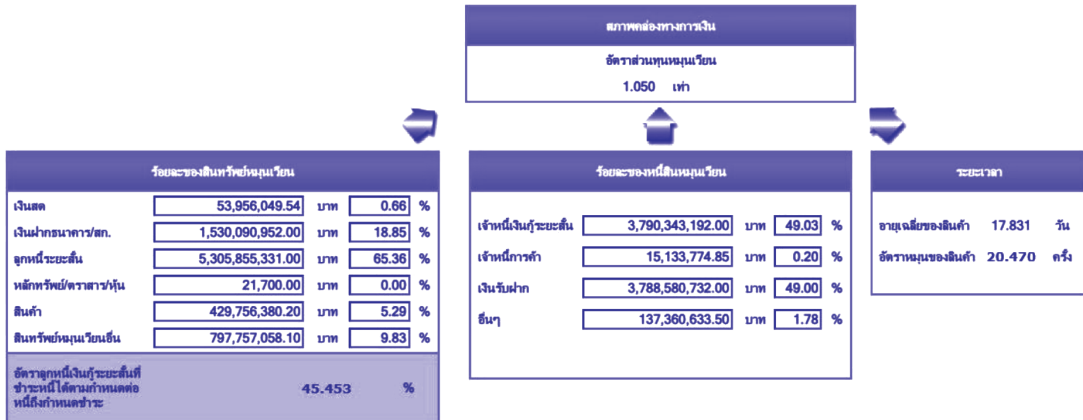 สภาพคล่องทางการเงิน
อัตราส่วนทุนหมุนเวียน
1.050 เท่า
ร้อยละของสินทรัพย์หมุนเวียน
เงินสด 53,956,049.54 บาท 0.66 %
เงินฝากธนาคาร/สก. 1,530,090,952.00 บาท 18.85 %
ลูกหนี้ระยะสั้น 5,305,855,331.00 บาท 65.36 %
หลักทรัพย์/ตราสาร/หุ้น 21,700.00 บาท 0.00 %
สินค้า 429,756,380.20 บาท 5.29 %
สินทรัพย์หมุนเวียนอื่น 797,757,058.10 บาท 9.83 %
อัตราลูกหนี้เงินกู้ระยะสั้นที่
ชำระหนี้ได้ตามกำหนดต่อ 45.453 %
หนี้ถึงกำหนดชำระ
ร้อยละของหนี้สินหมุนเวียน
เจ้าหนี้เงินกู้ระยะสั้น 3,790,343,192.00 บาท 49.03 %
เจ้าหนี้การค้า 15,133,774.85 บาท 0.20 %
เงินรับฝาก 3,788,580,732.00 บาท 49.00 %
อื่นๆ 137,360,633.50 บาท 1.78 %
ระยะเวลา
อายุเฉลี่ยของสินค้า 17.831 วัน
อัตราหมุนของสินค้า 20.470 ครั้ง